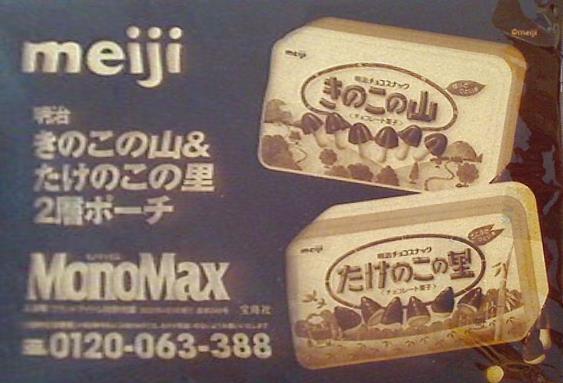 meiji
明治
きのこの山&
たけのこの里
2層ポーチ
MonoMax
宝島社
0120-063-388
©meiji
meiji
明治チョコスナック
きのこの山
〈チョコレート菓子〉
meiji
明治チョコスナック
たけのこの里
〈チョコレート菓子〉